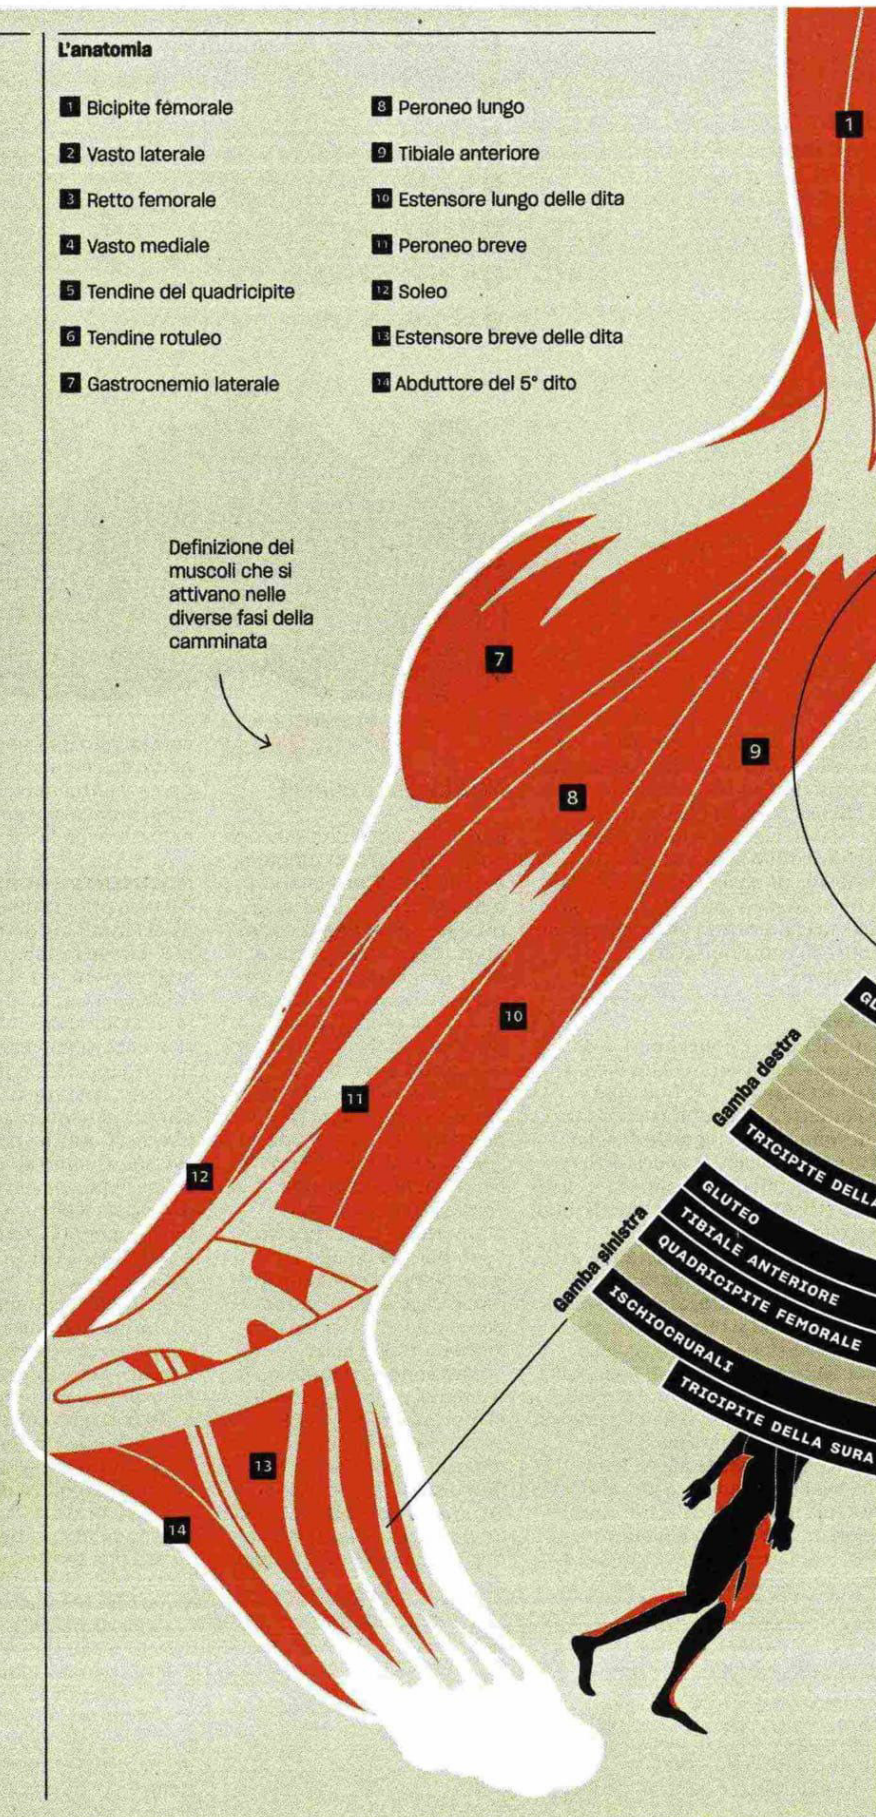 L'anatomia
1 Bicipite femorale
2 Vasto laterale
3 Retto femorale
4 Vasto mediale
5 Tendine del quadricipite
6 Tendine rotuleo
7 Gastrocnemio laterale
8 Peroneo lungo
9 Tibiale anteriore
10 Estensore lungo delle dita
11 Peroneo breve
12 Soleo
13 Estensore breve delle dita
14 Abduttore del 5° dito
1
Definizione dei
muscoli che si
attivano nelle
diverse fasi della
camminata
7
9
8
10
11
12
13
14
Gamba destra
GL
TRICIPITE DELLA
Gamba sinistra
GLUTEO
TIBIALE ANTERIORE
QUADRICIPITE FEMORALE
ISCHIOCRURALI
TRICIPITE DELLA SURA